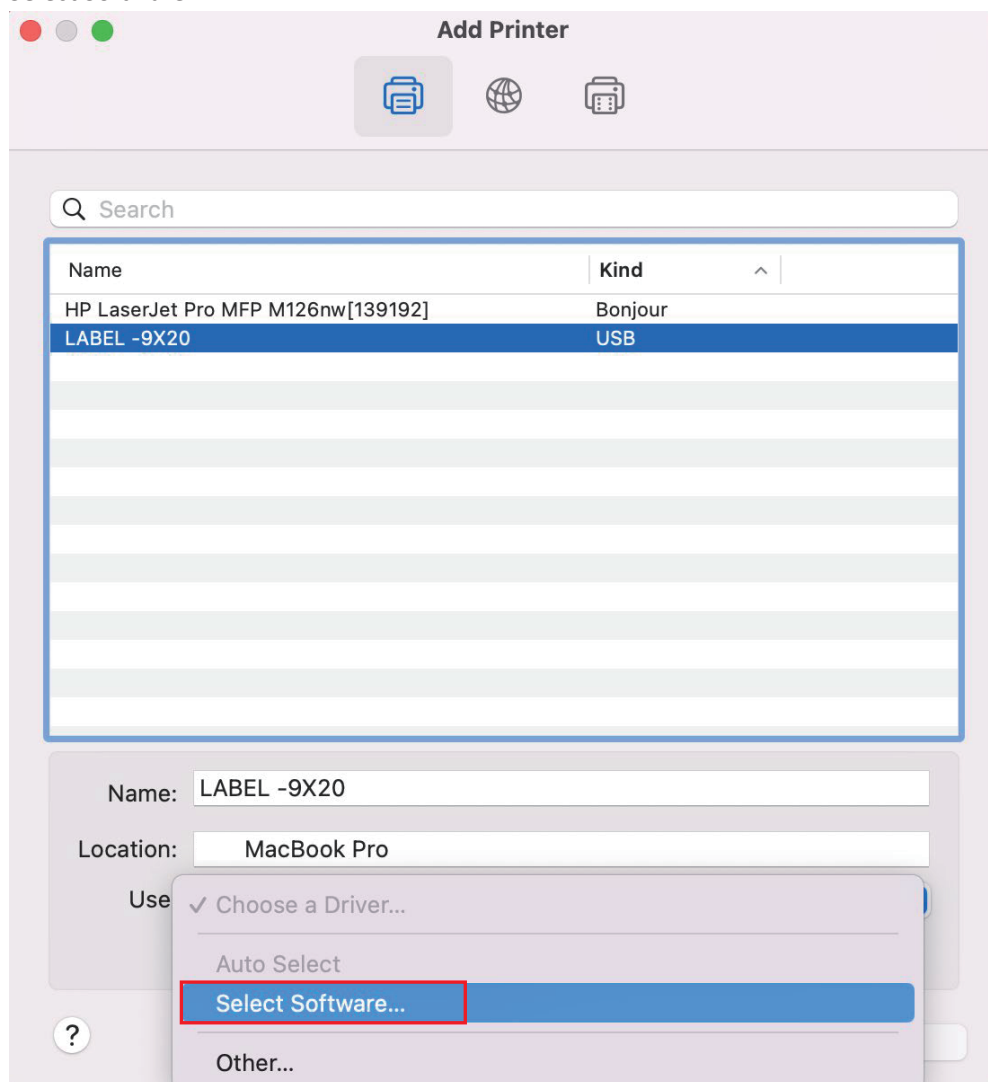 Add Printer
Search
Name Kind
HP LaserJet Pro MFP M126nw[139192] Bonjour
LABEL -9X20 USB
Name: LABEL -9X20
Location: MacBook Pro
Use
✓ Choose a Driver...
Auto Select
Select Software...
?
Other...